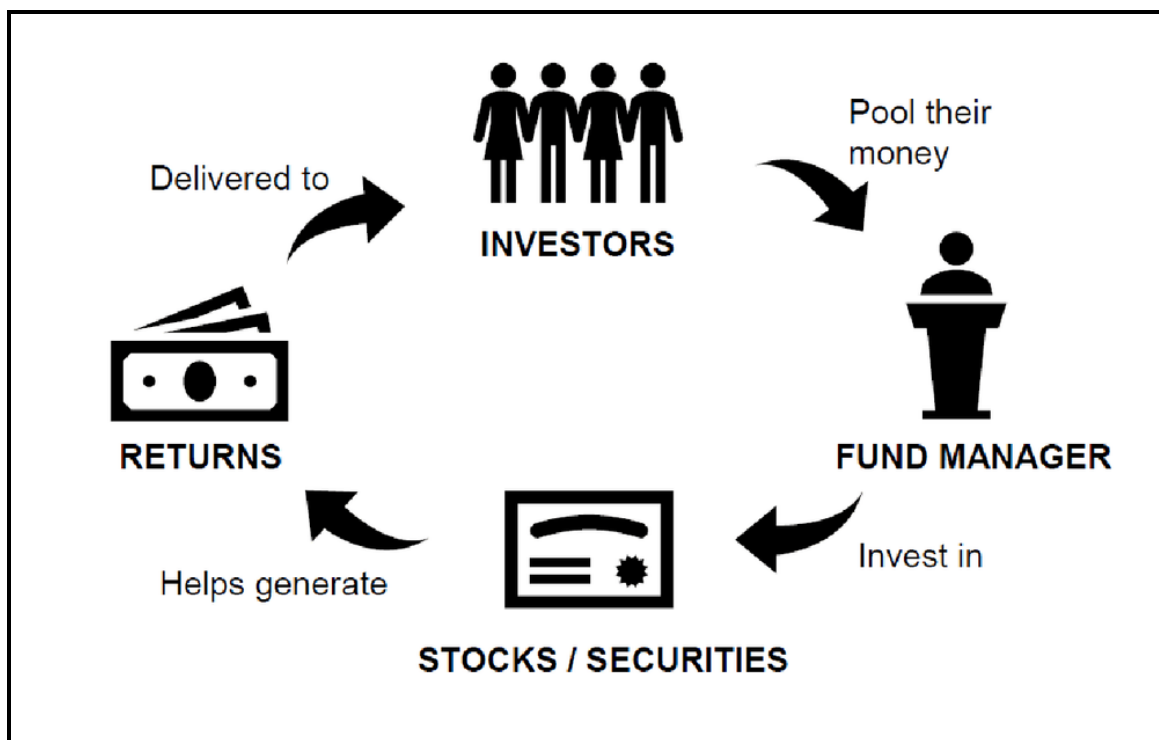 INVESTORS
Pool their
money
FUND MANAGER
Invest in
STOCKS / SECURITIES
Helps generate
RETURNS
Delivered to